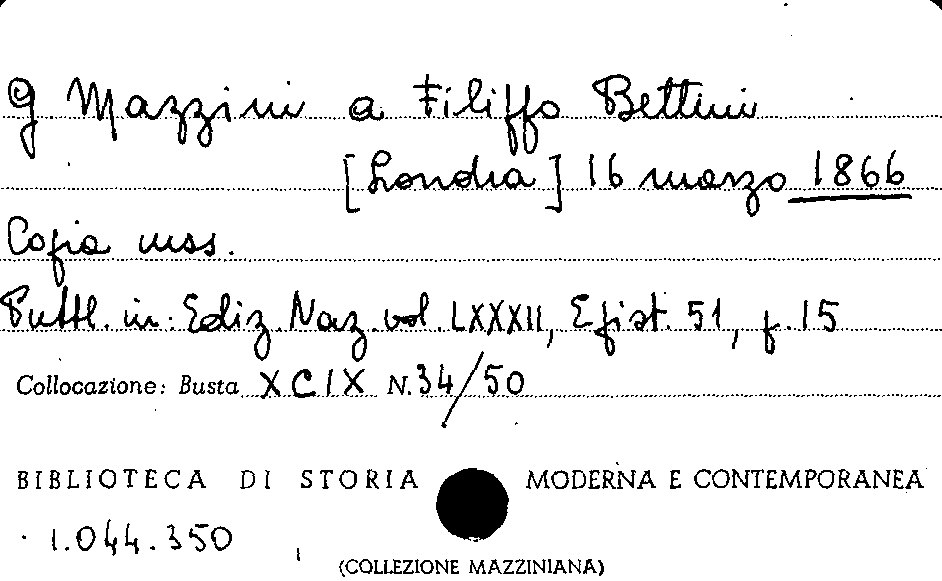 G Mazzini a Filippo Bettini
[Londra] 16 marzo 1866
Copia mss.
Pubbl. in: Ediz. Naz. vol. LXXXII, Epist. 51, p. 15
Collocazione: Busta XCIX N. 34/50
BIBLIOTECA DI STORIA MODERNA E CONTEMPORANEA
1.044.350
(COLLEZIONE MAZZINIANA)